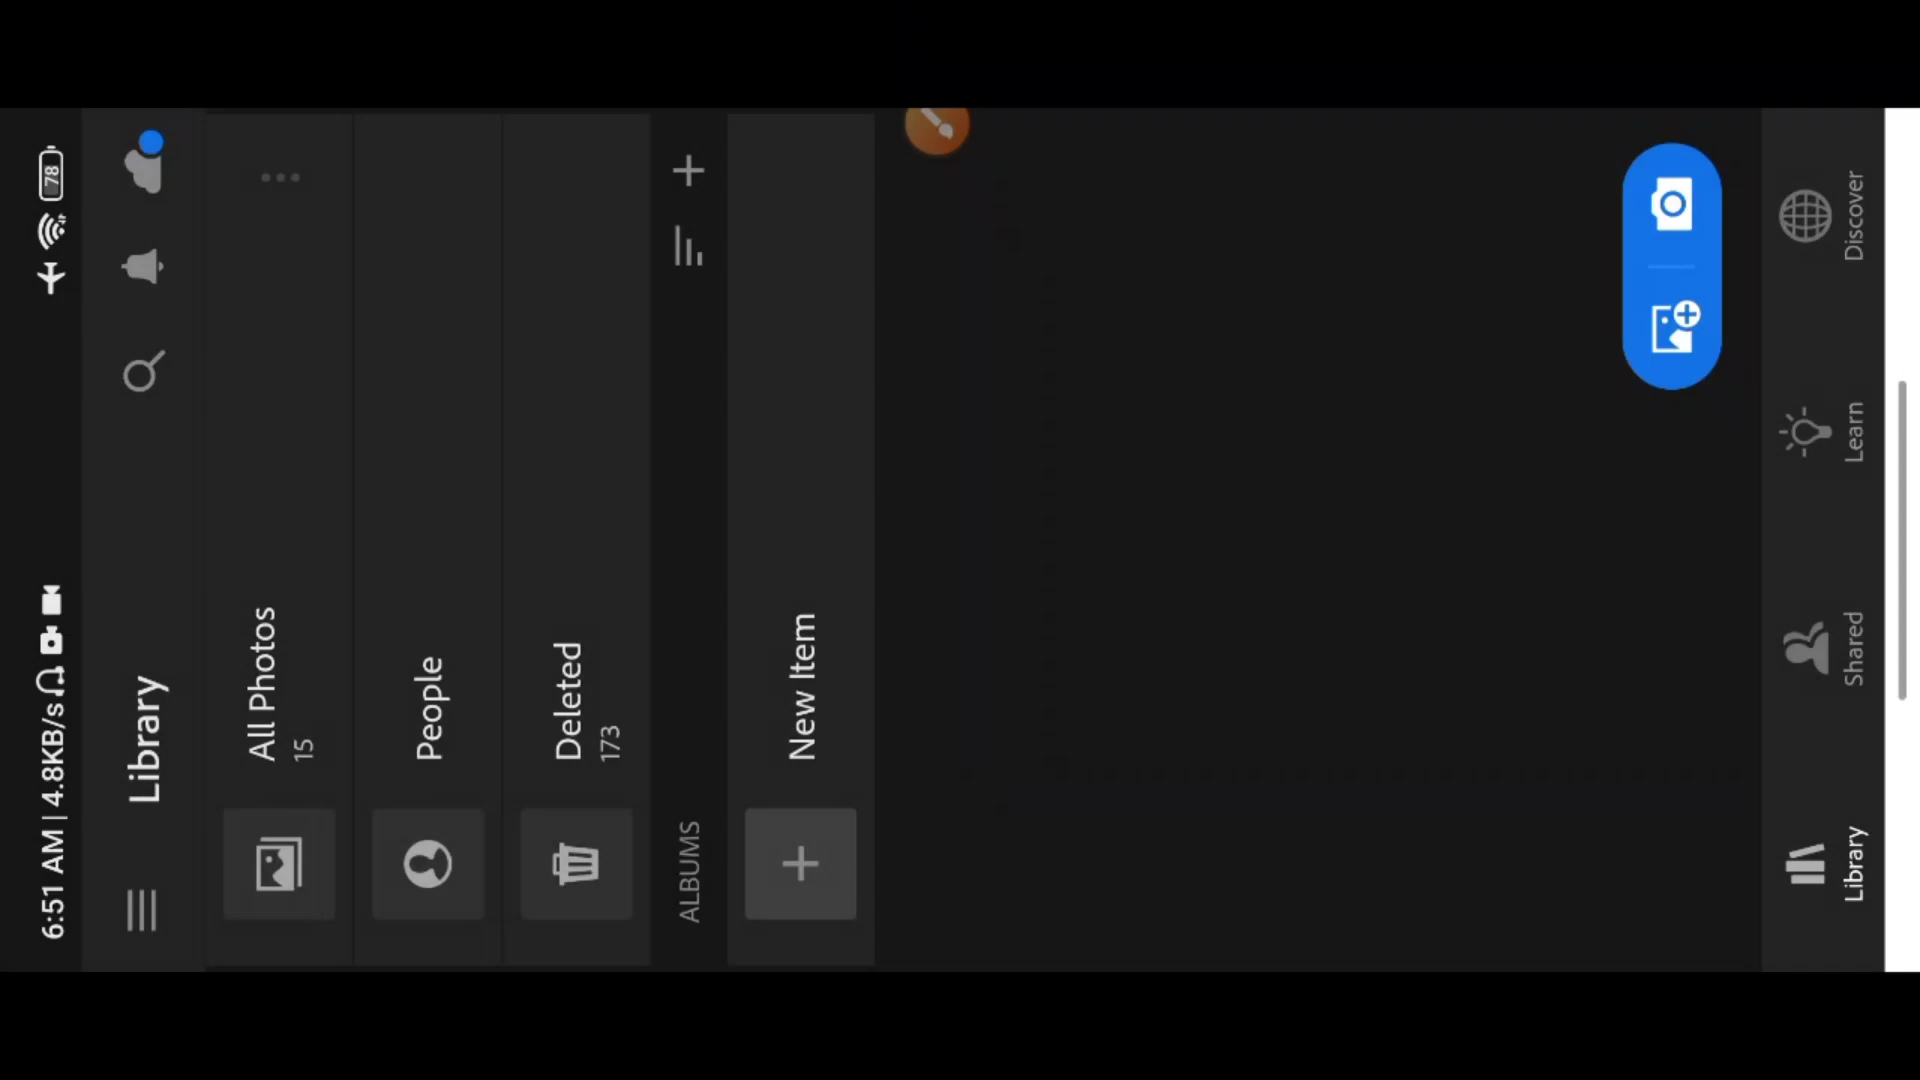 6:51 AM | 4.8KB/s
78
Library
All Photos
15
People
Deleted
173
ALBUMS
New Item
Library
Shared
Learn
Discover